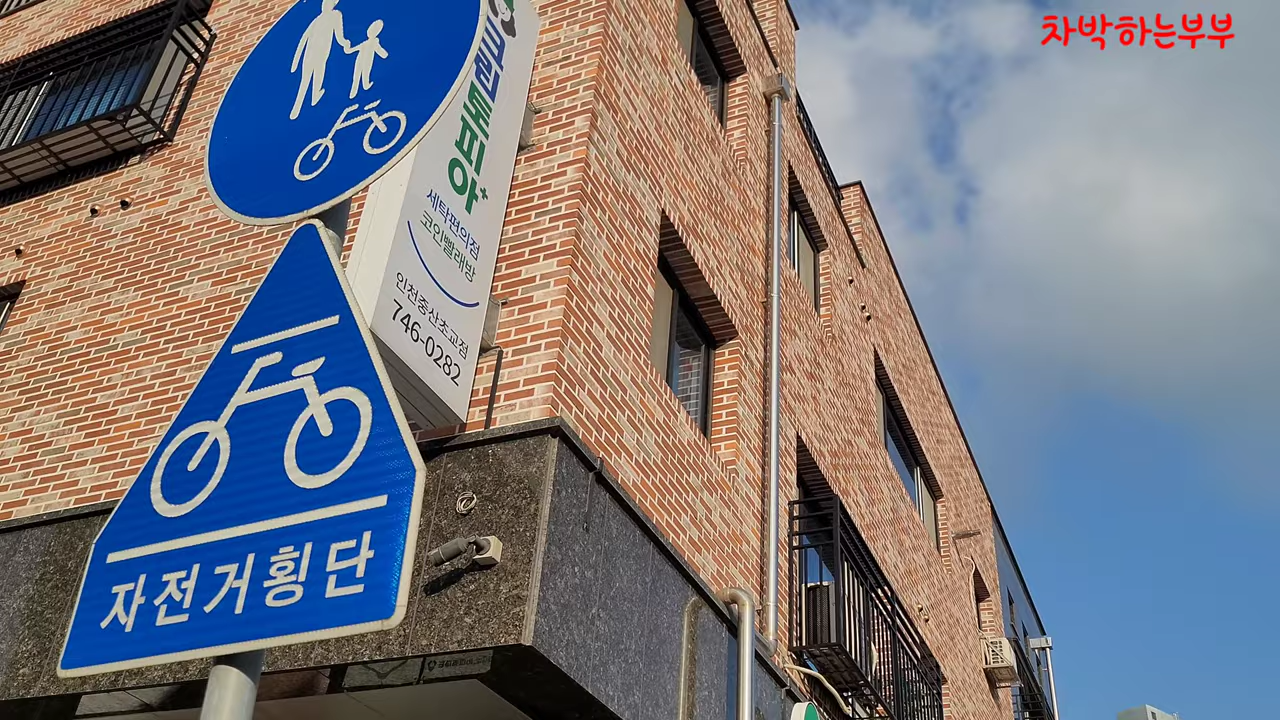 차박하는부부
크린토피아+
세탁편의점
코인빨래방
인천중산초교점
746-0282
자전거횡단